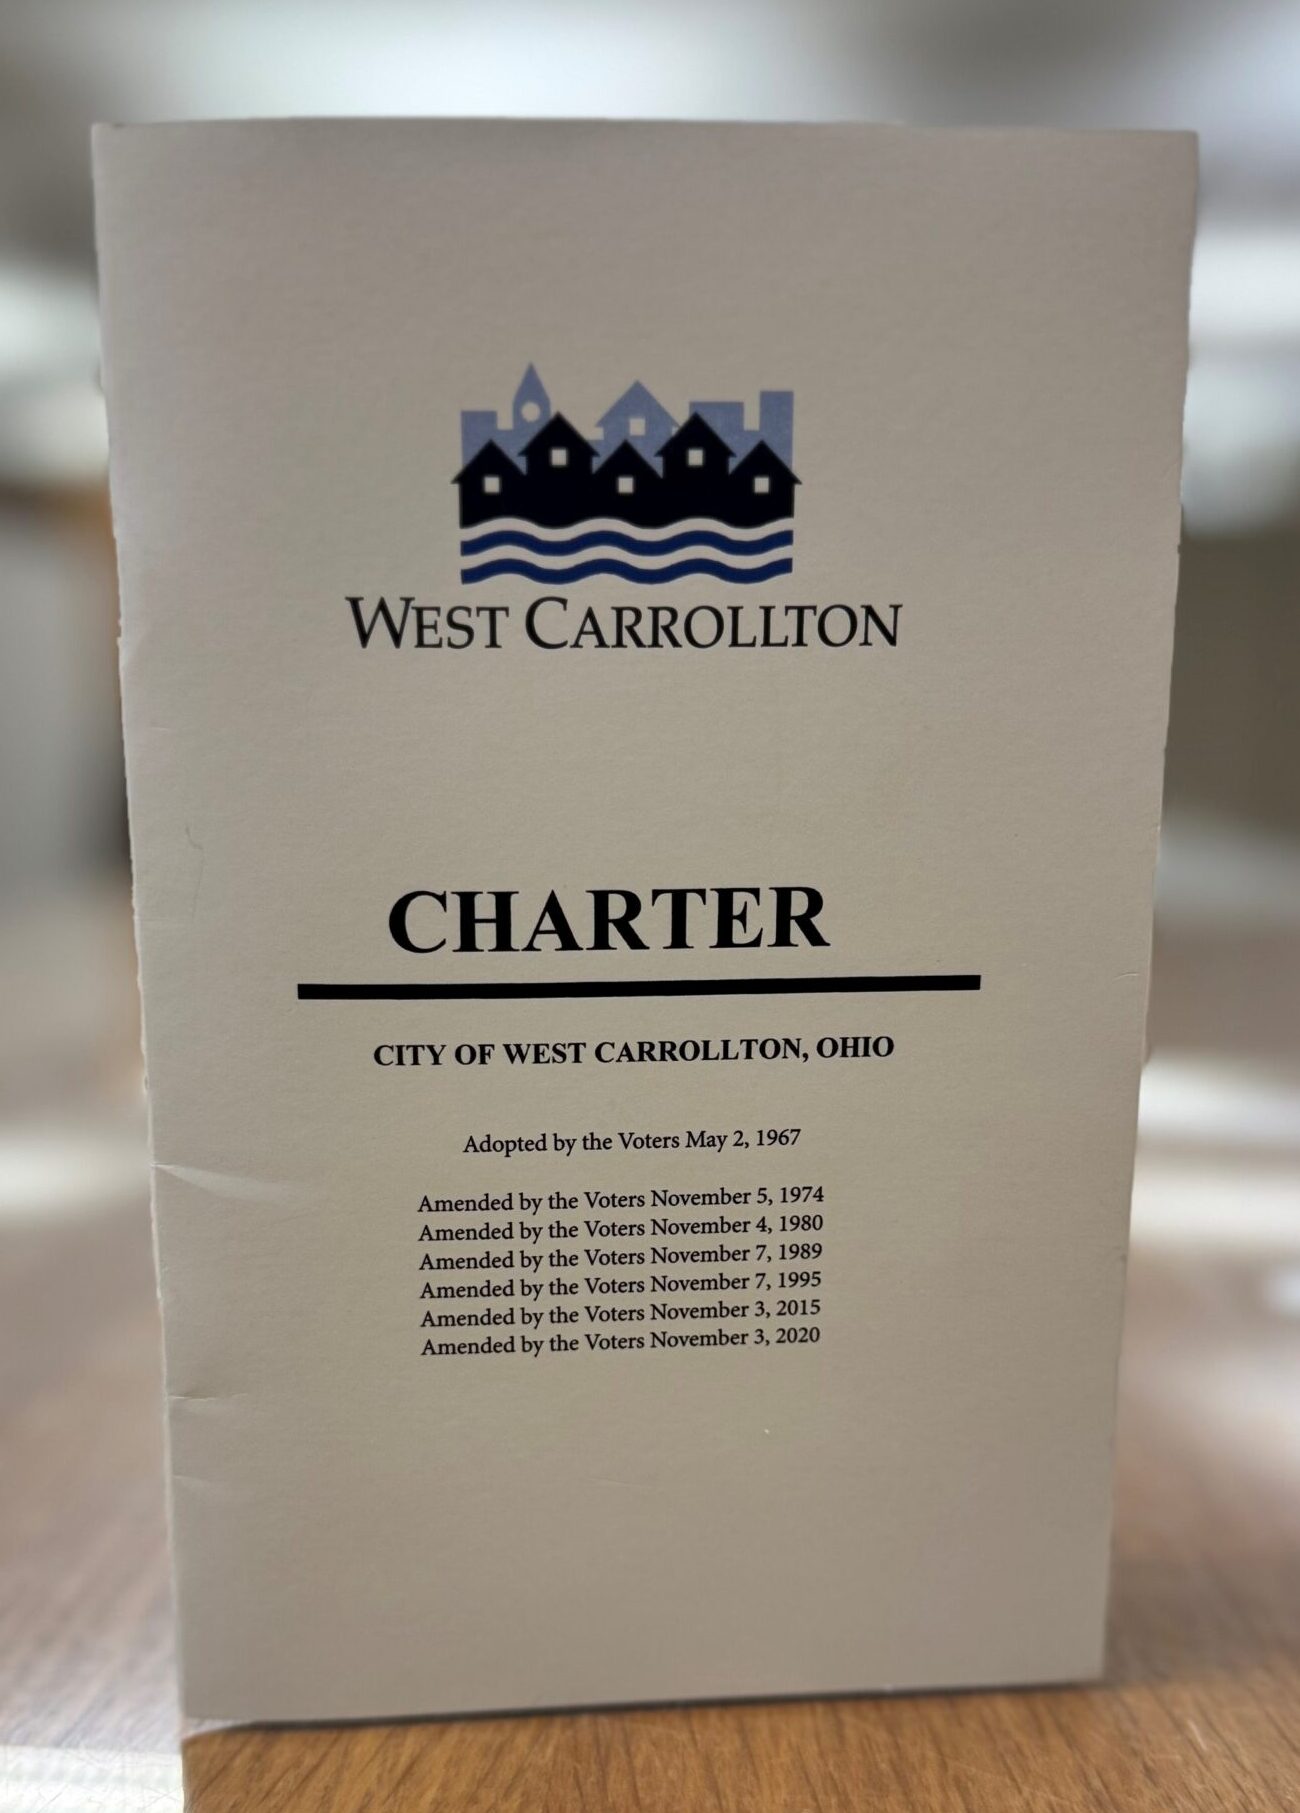 WEST CARROLLTON
CHARTER
CITY OF WEST CARROLLTON, OHIO
Adopted by the Voters May 2, 1967
Amended by the Voters November 5, 1974
Amended by the Voters November 4, 1980
Amended by the Voters November 7, 1989
Amended by the Voters November 7, 1995
Amended by the Voters November 3, 2015
Amended by the Voters November 3, 2020